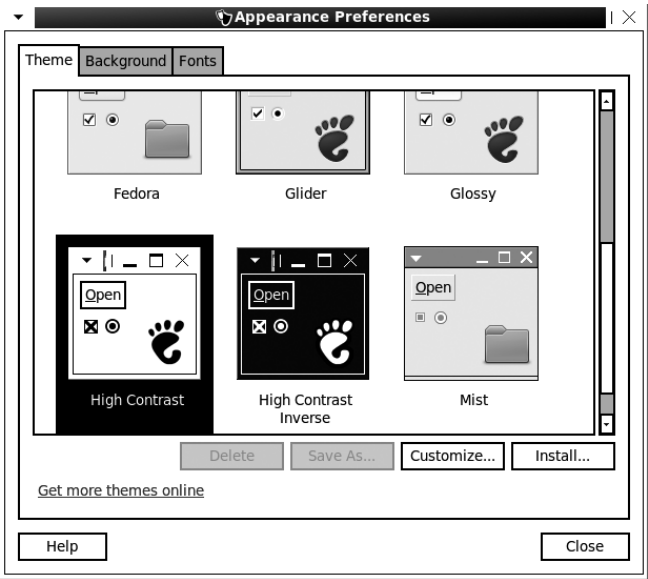 Appearance Preferences
Theme Background Fonts
Fedora Glider Glossy
Open Open Open
High Contrast High Contrast Mist
Inverse
Delete Save As... Customize... Install...
Get more themes online
Help Close